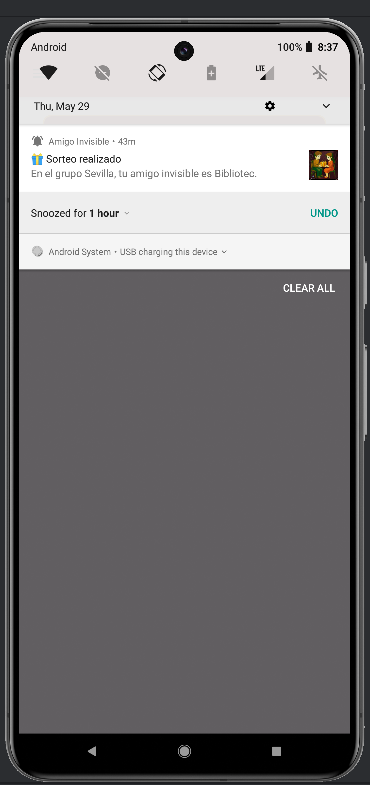 Android 100% 8:37
LTE
Thu, May 29
Amigo Invisible • 43m
🎁 Sorteo realizado
En el grupo Sevilla, tu amigo invisible es Bibliotec.
Snoozed for 1 hour UNDO
Android System • USB charging this device
CLEAR ALL